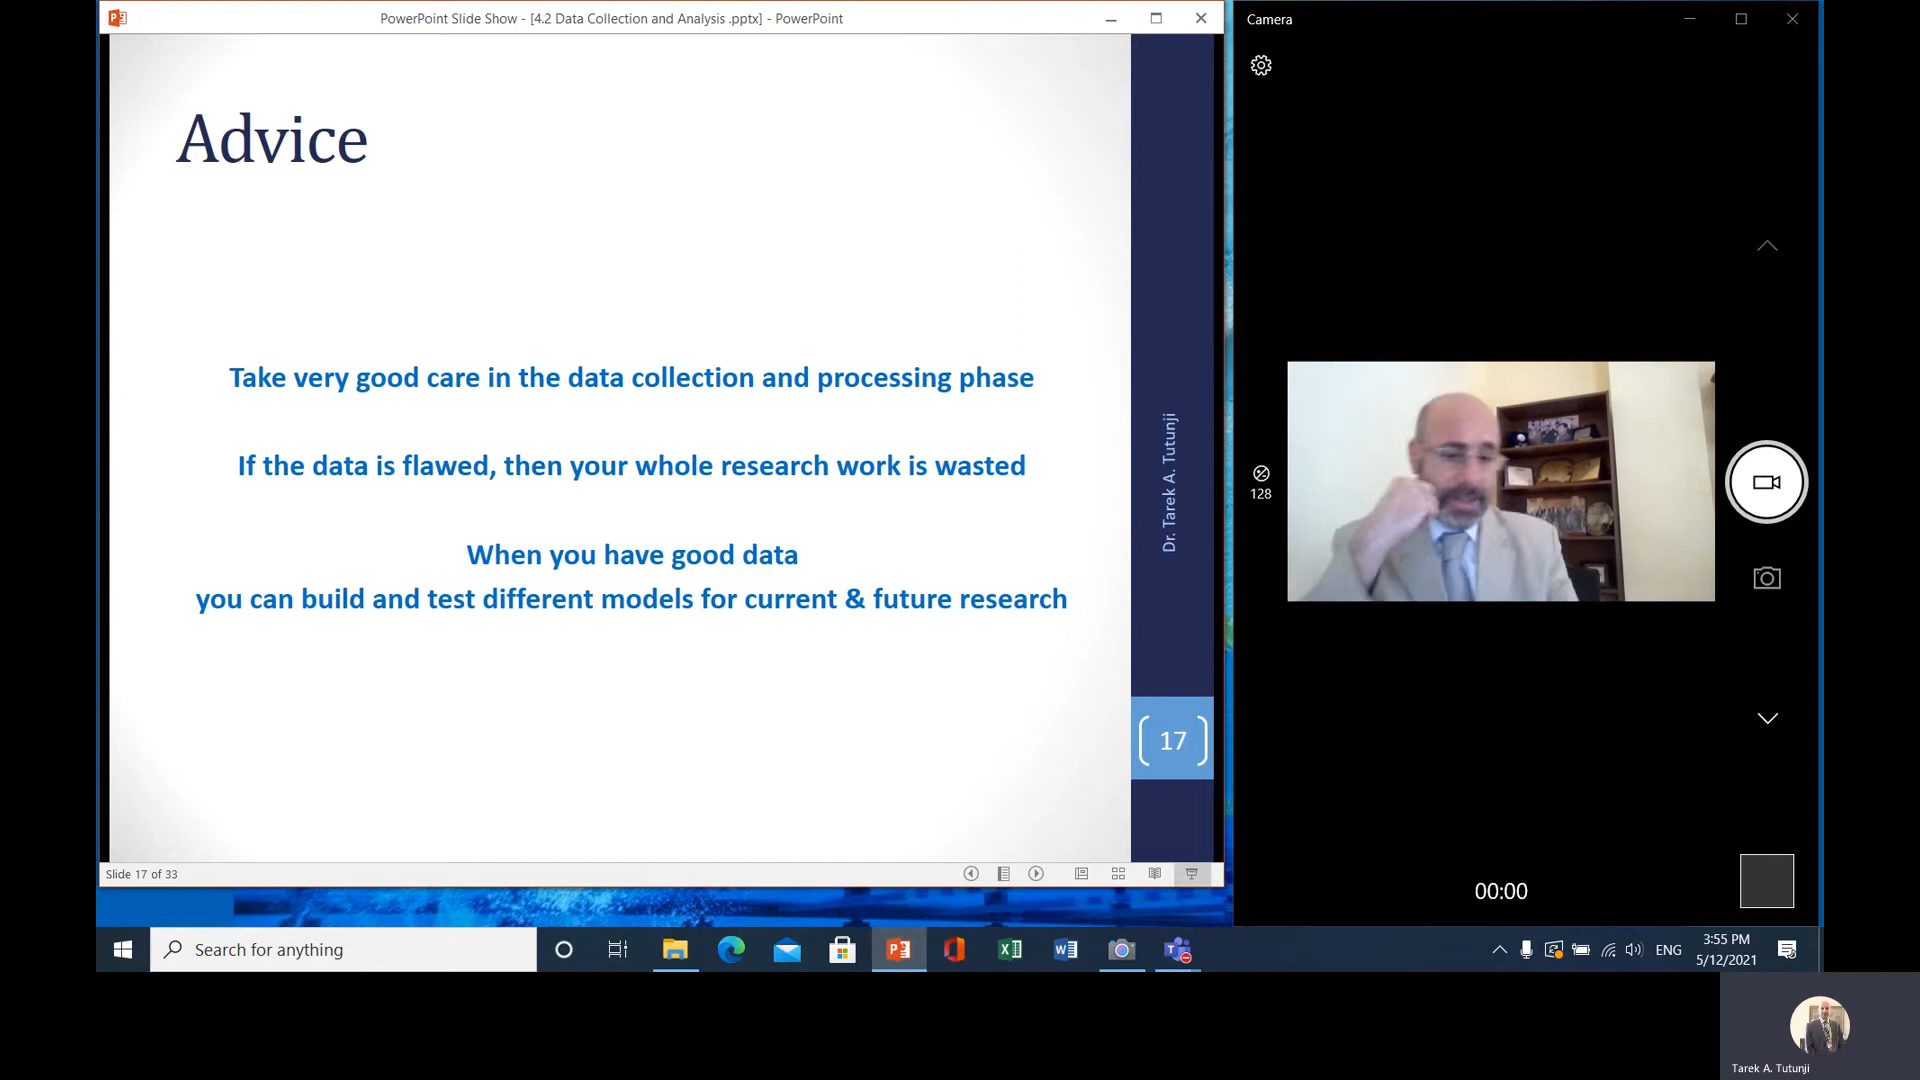 PowerPoint Slide Show - [4.2 Data Collection and Analysis .pptx] - PowerPoint
Camera
Advice
Take very good care in the data collection and processing phase
If the data is flawed, then your whole research work is wasted
When you have good data
you can build and test different models for current & future research
Dr. Tarek A. Tutunji
17
128
00:00
Slide 17 of 33
Search for anything
ENG
3:55 PM
5/12/2021
Tarek A. Tutunji